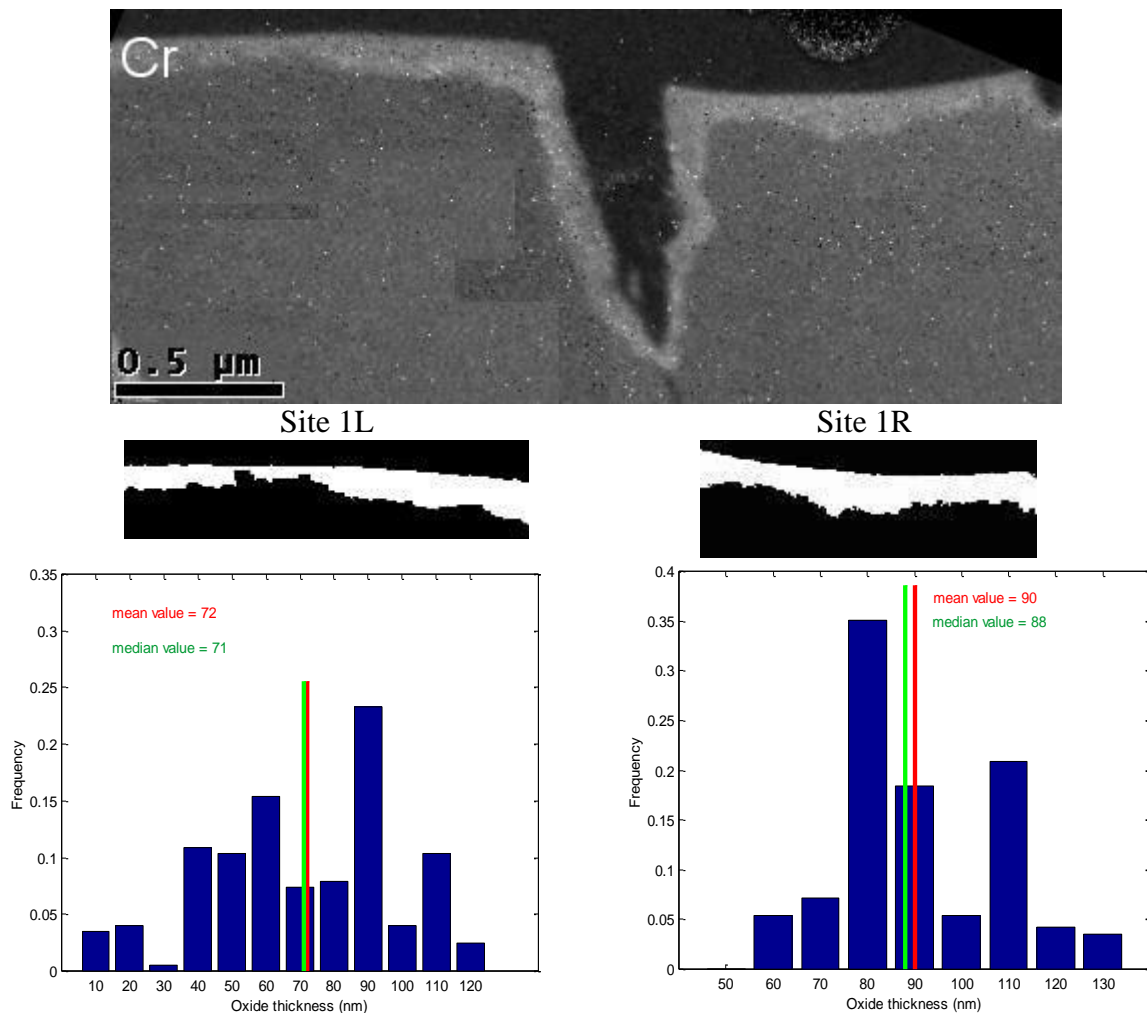 Cr
0.5 µm
Site 1L
Site 1R
0.35
0.3
0.25
0.2
0.15
0.1
0.05
0
Frequency
mean value = 72
median value = 71
10 20 30 40 50 60 70 80 90 100 110 120
Oxide thickness (nm)
0.4
0.35
0.3
0.25
0.2
0.15
0.1
0.05
0
Frequency
mean value = 90
median value = 88
50 60 70 80 90 100 110 120 130
Oxide thickness (nm)